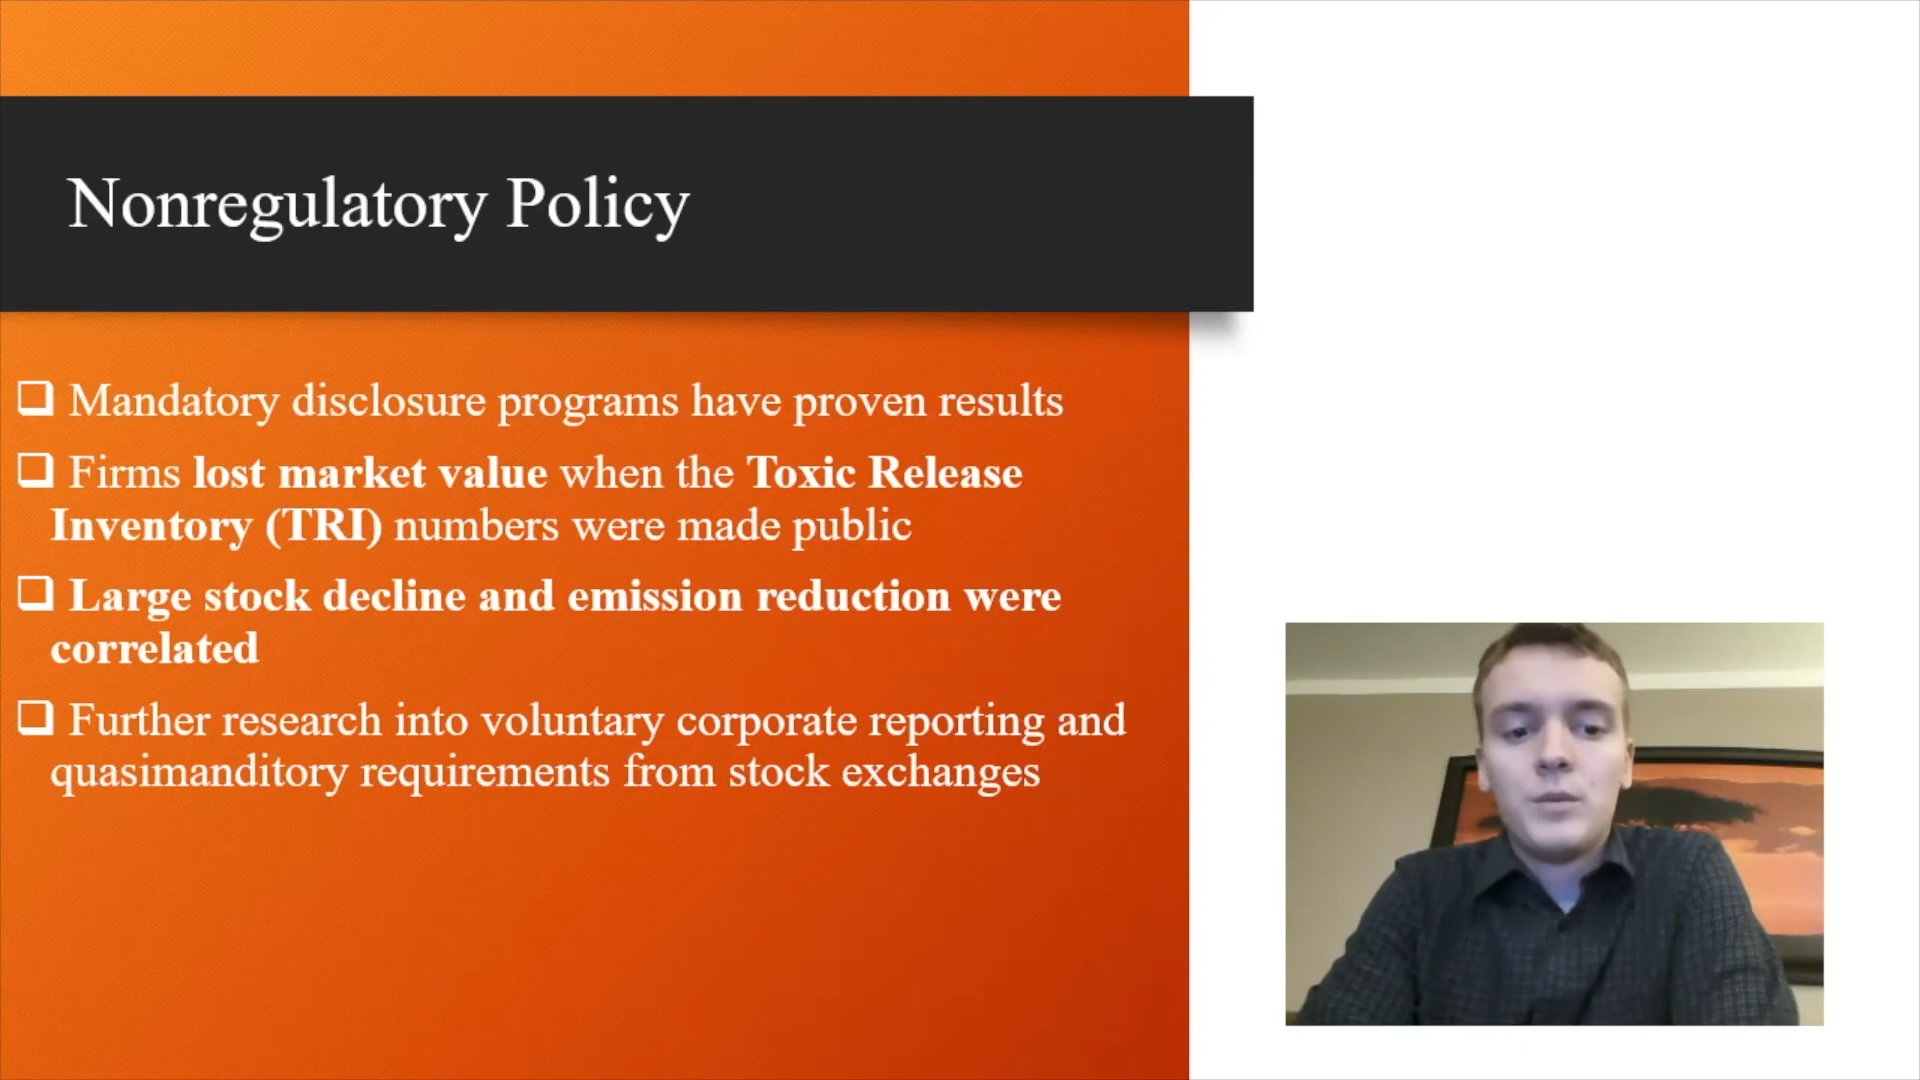 Nonregulatory Policy
Mandatory disclosure programs have proven results
Firms lost market value when the Toxic Release
Inventory (TRI) numbers were made public
Large stock decline and emission reduction were
correlated
Further research into voluntary corporate reporting and
quasimanditory requirements from stock exchanges